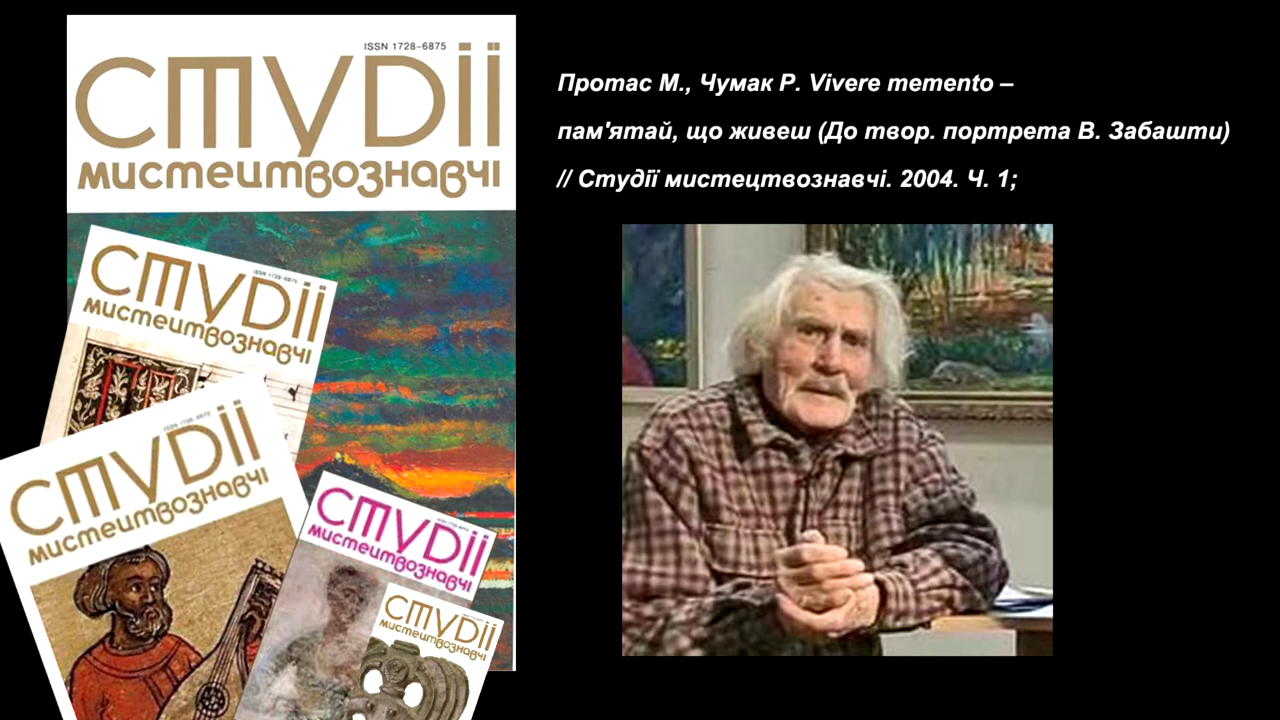 ISSN 1728-6875
студії
мистецтвознавчі
студії
мистецтвознавчі
студії
мистецтвознавчі
студії
мистецтвознавчі
студії
мистецтвознавчі
Протас М., Чумак Р. Vivere memento –
пам'ятай, що живеш (До твор. портрета В. Забашти)
// Студії мистецтвознавчі. 2004. Ч. 1;